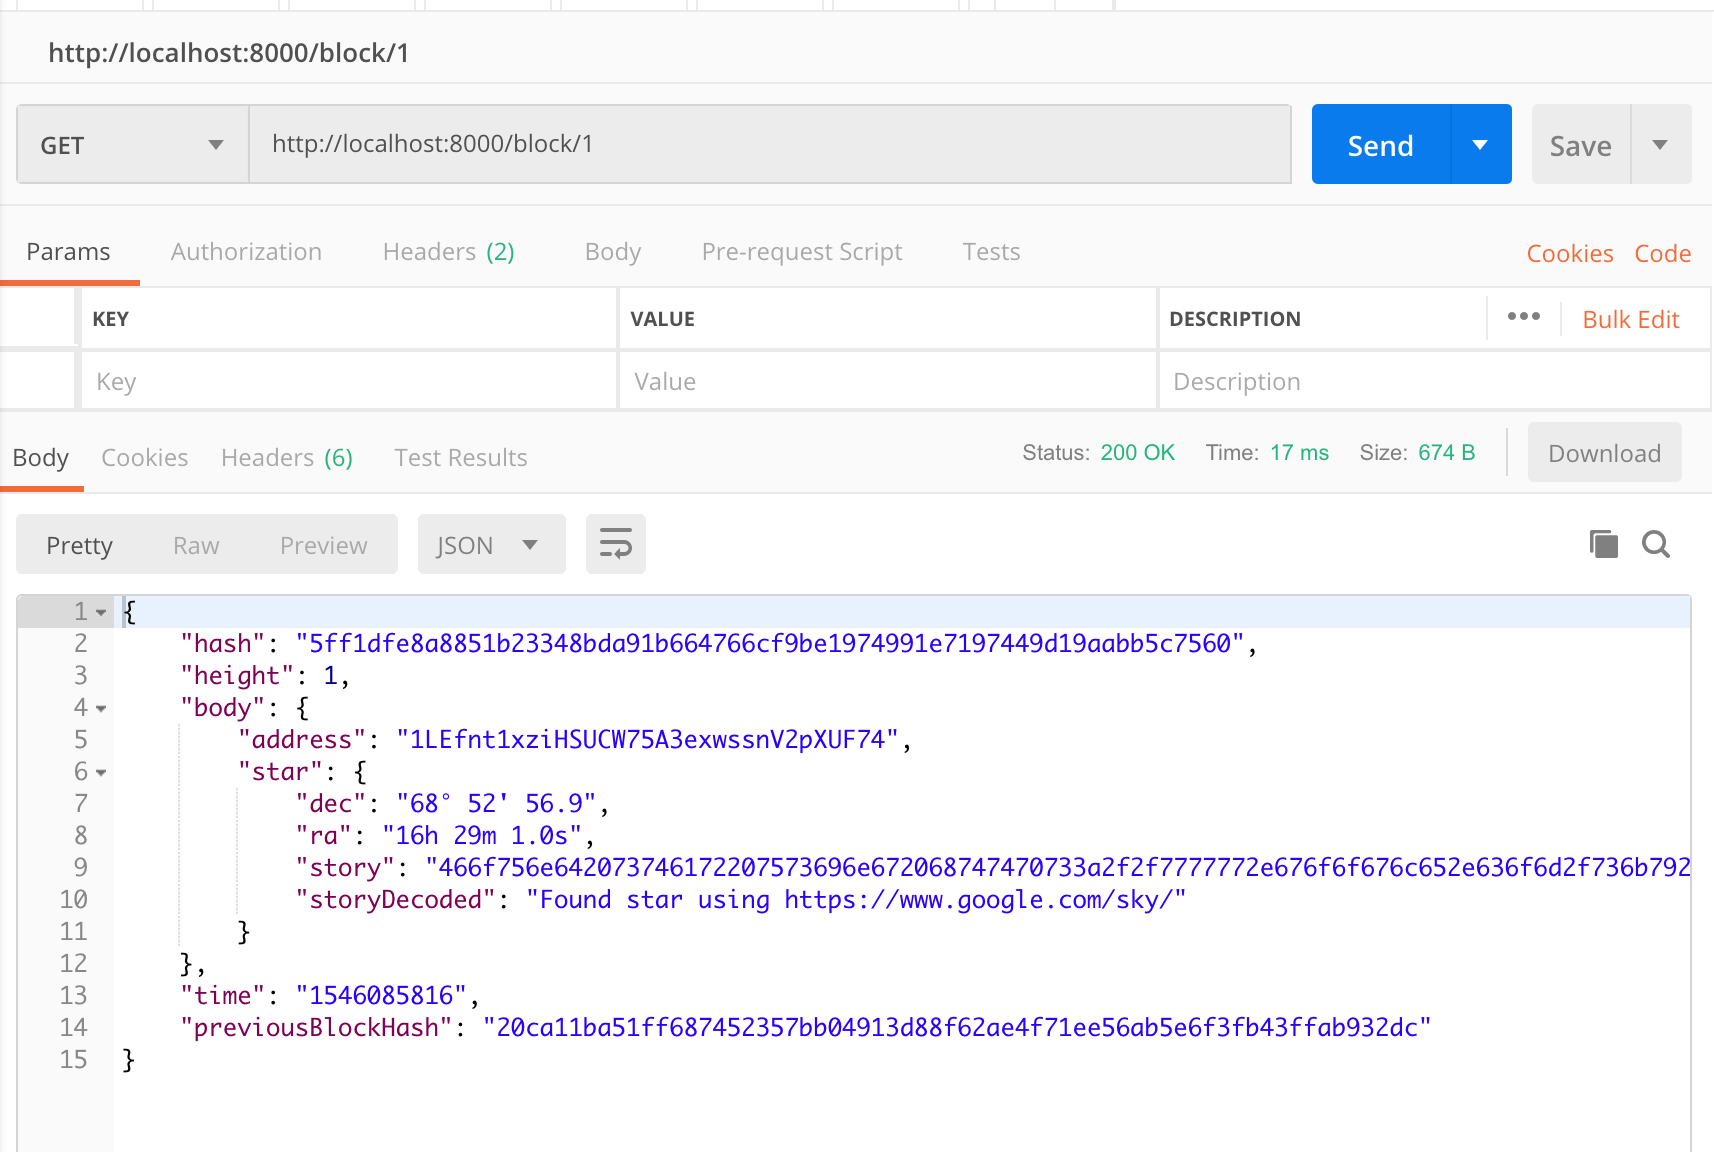 http://localhost:8000/block/1
GET http://localhost:8000/block/1 Send Save
Params Authorization Headers (2) Body Pre-request Script Tests Cookies Code
KEY VALUE DESCRIPTION ••• Bulk Edit
Key Value Description
Body Cookies Headers (6) Test Results Status: 200 OK Time: 17 ms Size: 674 B Download
Pretty Raw Preview JSON
1 {
2 "hash": "5ff1dfe8a8851b23348bda91b664766cf9be1974991e7197449d19aabb5c7560",
3 "height": 1,
4 "body": {
5 "address": "1LEfnt1xziHSUCW75A3exwssnV2pXUF74",
6 "star": {
7 "dec": "68° 52' 56.9",
8 "ra": "16h 29m 1.0s",
9 "story": "466f756e642073746172207573696e672068747470733a2f2f7777772e676f6f676c652e636f6d2f736b792
10 "storyDecoded": "Found star using https://www.google.com/sky/"
11 }
12 },
13 "time": "1546085816",
14 "previousBlockHash": "20ca11ba51ff687452357bb04913d88f62ae4f71ee56ab5e6f3fb43ffab932dc"
15 }